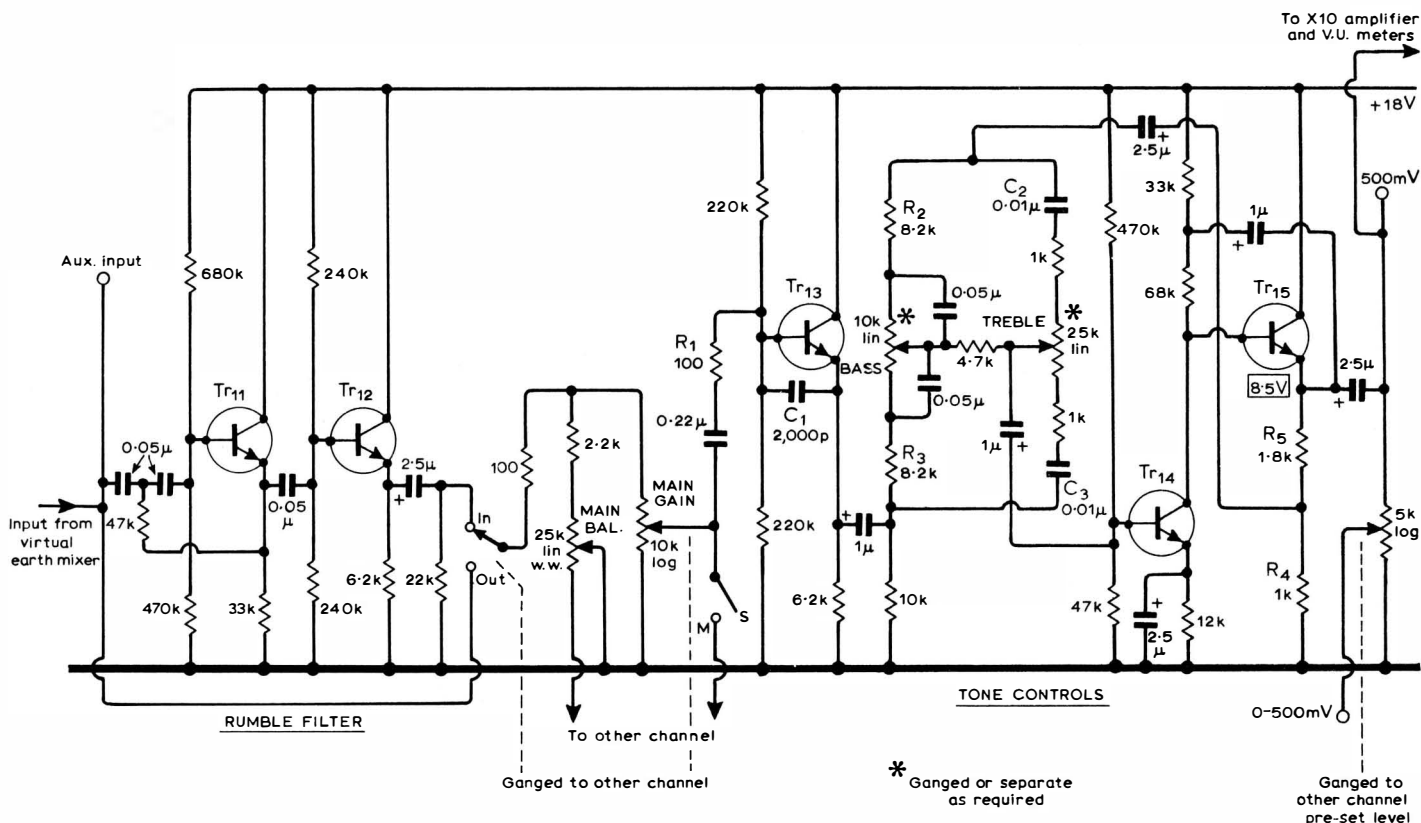 To X10 amplifier
and V.U. meters
+18V
2·5μ
+
500mV
33k
C2
0·01μ
220k
R2
8·2k
1μ
+
470k
Aux. input
680k
240k
1k
Tr13
0·05μ
68k
Tr15
10k
lin
*
TREBLE
*
25k
lin
R1
100
4·7k
BASS
2·5μ
+
8·5V
Tr11
Tr12
C1
2,000p
0·05μ
1k
0·22μ
2·2k
1μ
+
R5
1·8k
0·05μ
2·5μ
+
100
R3
8·2k
Tr14
C3
0·01μ
MAIN
GAIN
0·05
μ
47k
In
MAIN
BAL.
+
1μ
5k
log
Input from
virtual
earth mixer
25k
lin
w.w.
10k
log
Out
220k
470k
33k
240k
6·2k
22k
S
M
6·2k
10k
47k
+
2·5
μ
12k
R4
1k
RUMBLE FILTER
TONE CONTROLS
0-500mV
To other channel
Ganged to other channel
*
Ganged or separate
as required
Ganged to
other channel
pre-set level